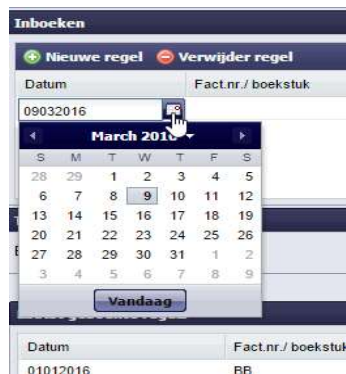 Inboeken
Nieuwe regel Verwijder regel
Datum Fact.nr./ boekstuk
09032016
March
S M T W T F S
28 29 1 2 3 4 5
6 7 8 9 10 11 12
13 14 15 16 17 18 19
20 21 22 23 24 25 26
27 28 29 30 31 1 2
3 4 5 6 7 8 9
Vandaag
Datum Fact.nr./ boekstuk
01012016 BB